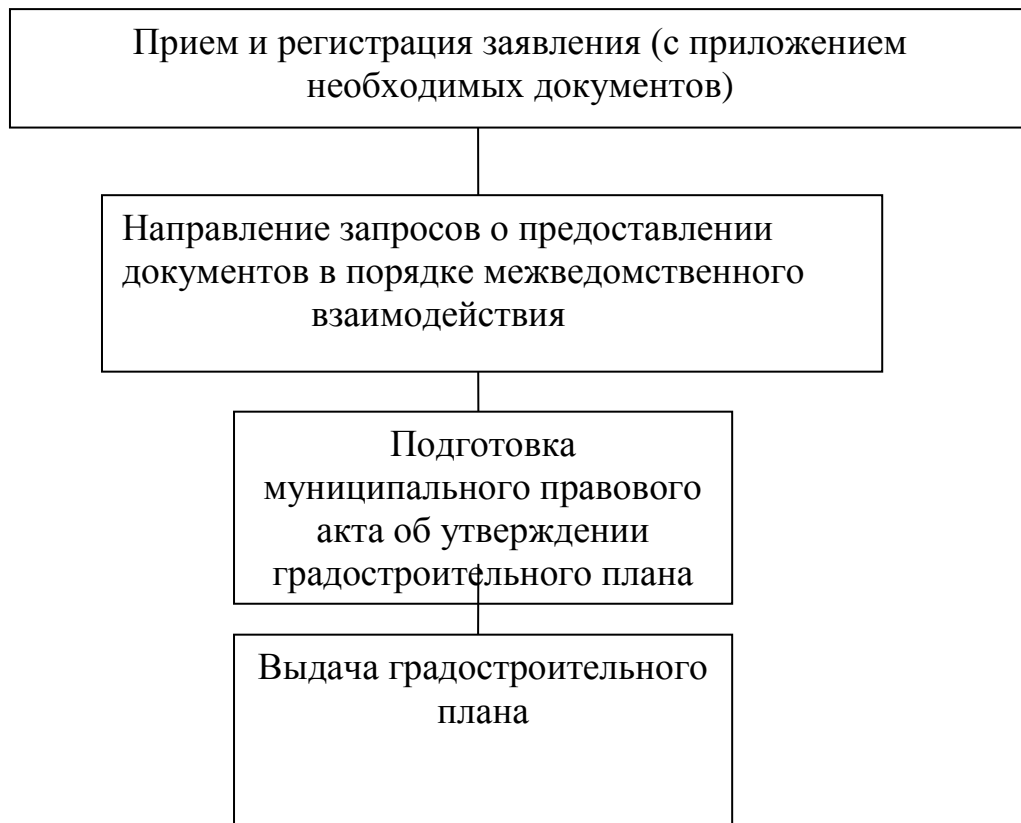 Прием и регистрация заявления (с приложением
необходимых документов)
Направление запросов о предоставлении
документов в порядке межведомственного
взаимодействия
Подготовка
муниципального правового
акта об утверждении
градостроительного плана
Выдача градостроительного
плана